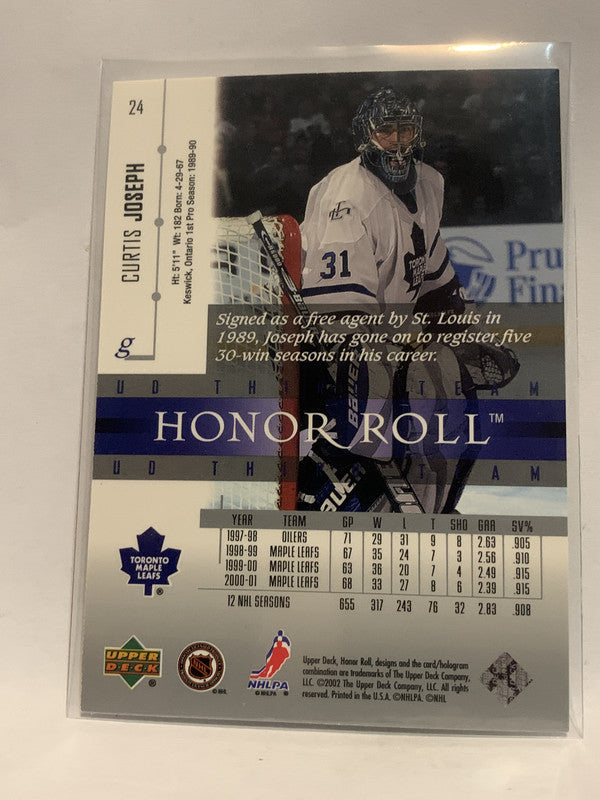 24
CURTIS JOSEPH
Ht: 5'11" Wt: 182 Born: 4-29-67
Keswick, Ontario 1st Pro Season: 1989-90
g
31
Pru
Fina
Signed as a free agent by St. Louis in
1989, Joseph has gone on to register five
30-win seasons in his career.
HONOR ROLL™
YEAR TEAM GP W L T SHO GAA SV%
1997-98 OILERS 71 29 31 9 8 2.63 .905
1998-99 MAPLE LEAFS 67 35 24 7 3 2.56 .910
1999-00 MAPLE LEAFS 63 36 20 7 4 2.49 .915
2000-01 MAPLE LEAFS 68 33 27 8 6 2.39 .915
12 NHL SEASONS 655 317 243 76 32 2.83 .908
TORONTO
MAPLE
LEAFS
®
UPPER
DECK
®
NHL
©NHL
NHLPA
©NHLPA ®
Upper Deck, Honor Roll, designs and the card/hologram
combination are trademarks of The Upper Deck Company,
LLC. ©2002 The Upper Deck Company, LLC. All rights
reserved. Printed in the U.S.A. ©NHLPA. ©NHL